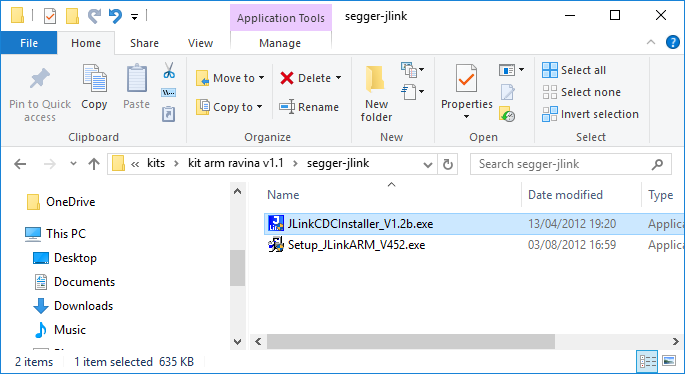 Application Tools segger-jlink
File Home Share View Manage
Pin to Quick access
Copy
Paste
Clipboard
Move to Delete
Copy to Rename
Organize
New folder
New
Properties
Open
Select all
Select none
Invert selection
Select
kits kit arm ravina v1.1 segger-jlink Search segger-jlink
OneDrive
This PC
Desktop
Documents
Downloads
Music
Name Date modified Type
JLinkCDCInstaller_V1.2b.exe 13/04/2012 19:20 Applica
Setup_JLinkARM_V452.exe 03/08/2012 16:59 Applica
2 items 1 item selected 635 KB